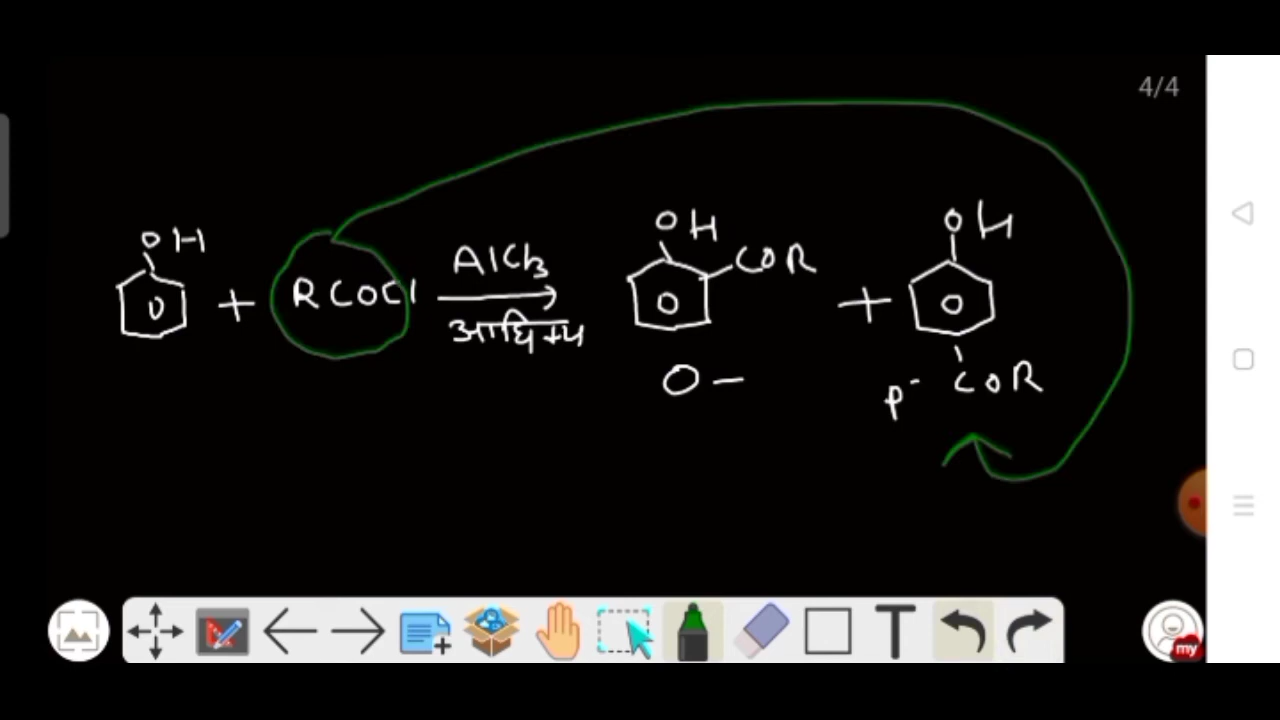 4/4
OH
+ RCOCl AlCl3 आधिक्य
OH COR
+
OH
O-
p- COR
T
my